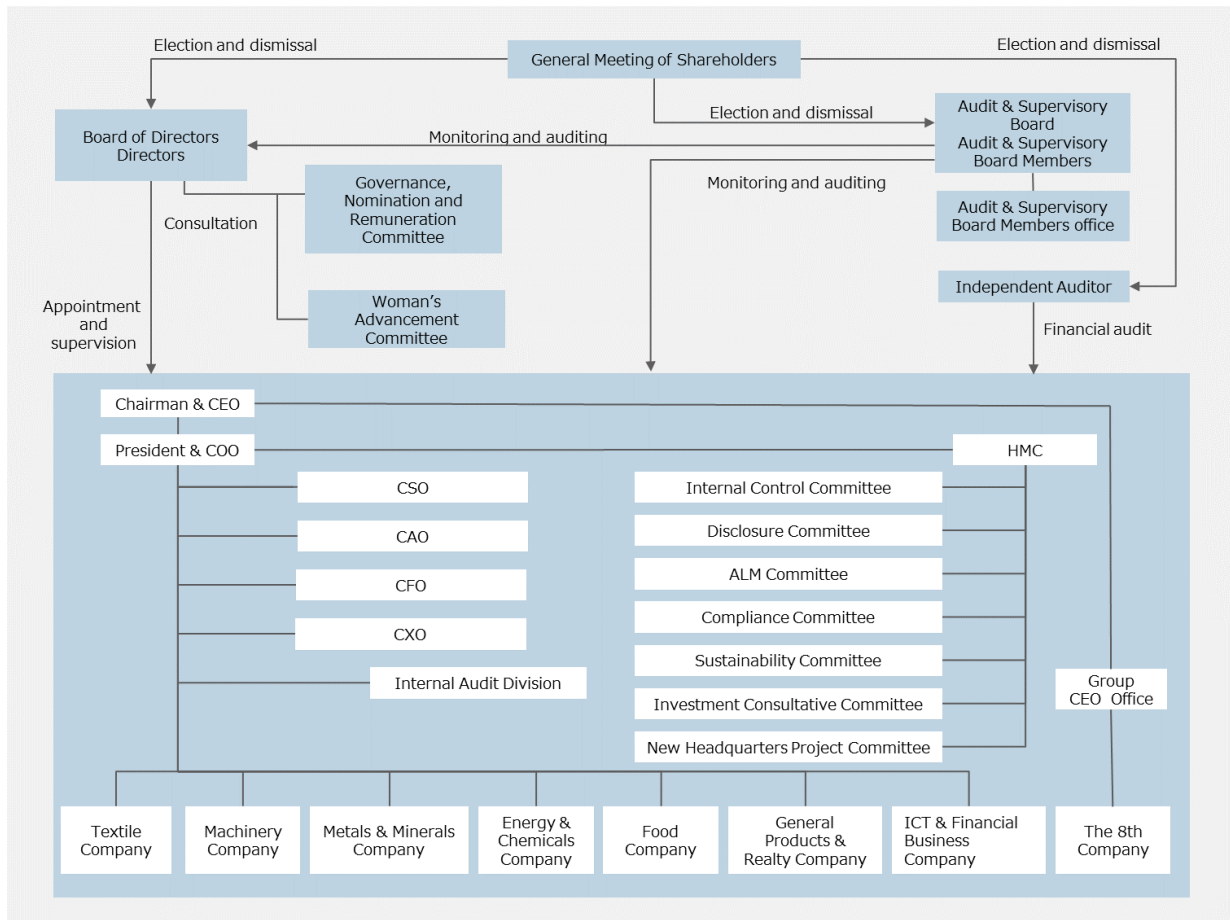 Election and dismissal
General Meeting of Shareholders
Election and dismissal
Board of Directors
Directors
Monitoring and auditing
Election and dismissal
Audit & Supervisory
Board
Audit & Supervisory
Board Members
Monitoring and auditing
Governance,
Nomination and
Remuneration
Committee
Consultation
Audit & Supervisory
Board Members office
Independent Auditor
Appointment
and
supervision
Woman's
Advancement
Committee
Financial audit
Chairman & CEO
President & COO
HMC
CSO
Internal Control Committee
CAO
Disclosure Committee
CFO
ALM Committee
CXO
Compliance Committee
Internal Audit Division
Sustainability Committee
Group
CEO Office
Investment Consultative Committee
New Headquarters Project Committee
Textile
Company
Machinery
Company
Metals & Minerals
Company
Energy &
Chemicals
Company
Food
Company
General
Products &
Realty Company
ICT & Financial
Business
Company
The 8th
Company